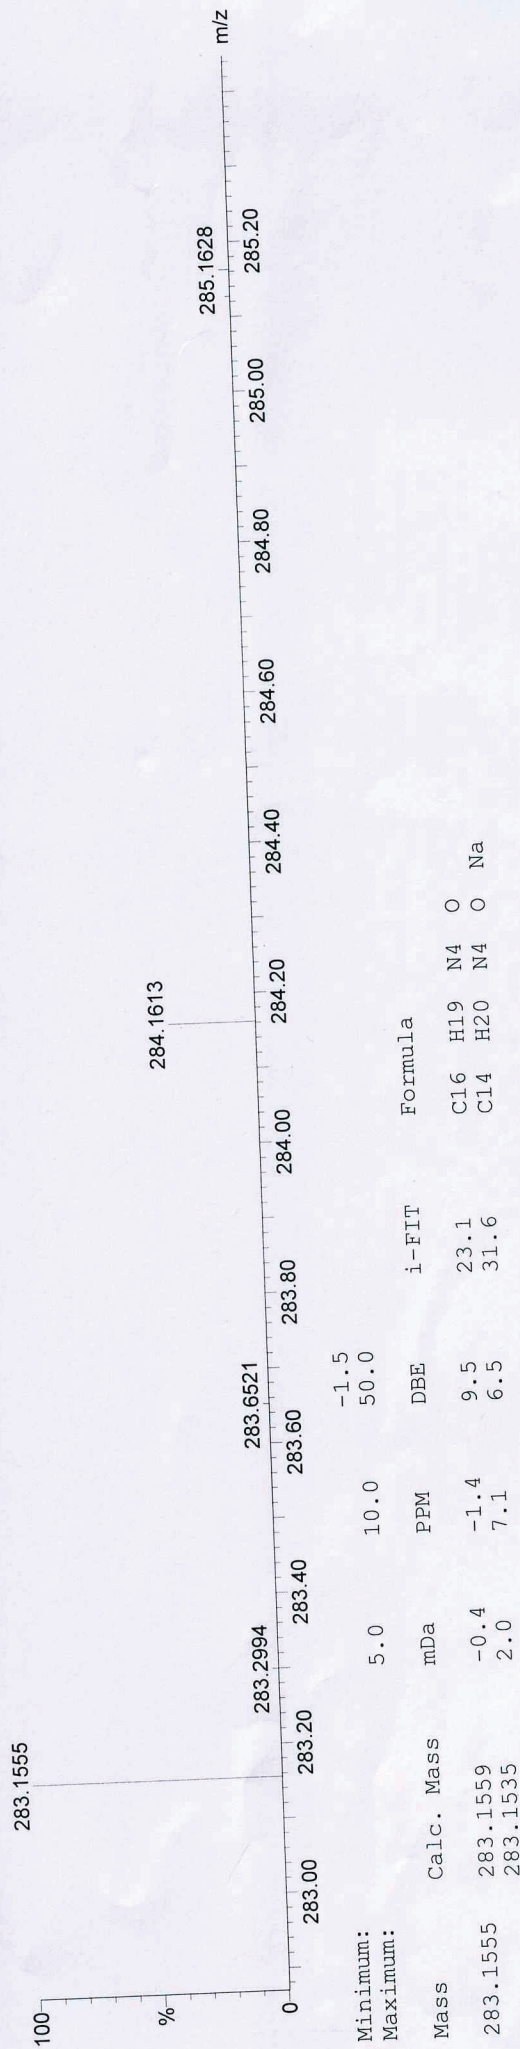 100
%
0
283.1555
283.2994
283.6521
284.1613
285.1628
283.00 283.20 283.40 283.60 283.80 284.00 284.20 284.40 284.60 284.80 285.00 285.20
m/z
Minimum: -1.5
Maximum: 5.0 10.0 50.0
Mass Calc. Mass mDa PPM DBE i-FIT Formula
283.1555 283.1559 -0.4 -1.4 9.5 23.1 C16 H19 N4 O
283.1535 2.0 7.1 6.5 31.6 C14 H20 N4 O Na